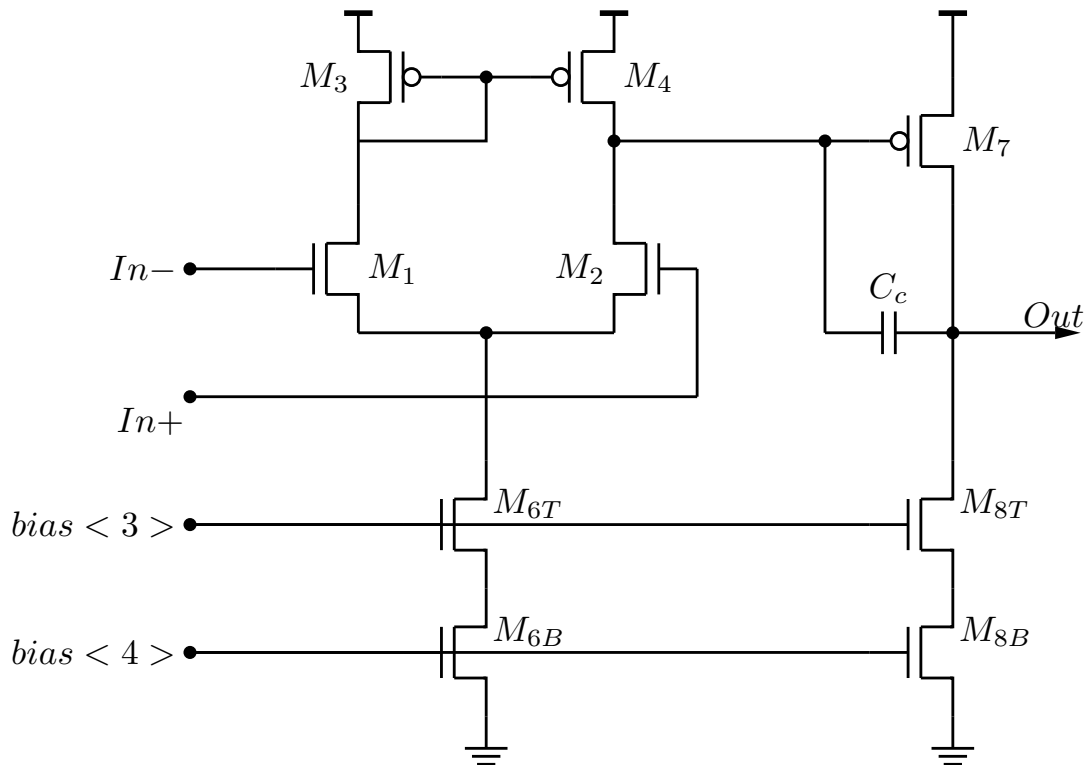 M3
M4
M7
In−
M1
M2
Cc
Out
In+
M6T
M8T
bias < 3 >
M6B
M8B
bias < 4 >